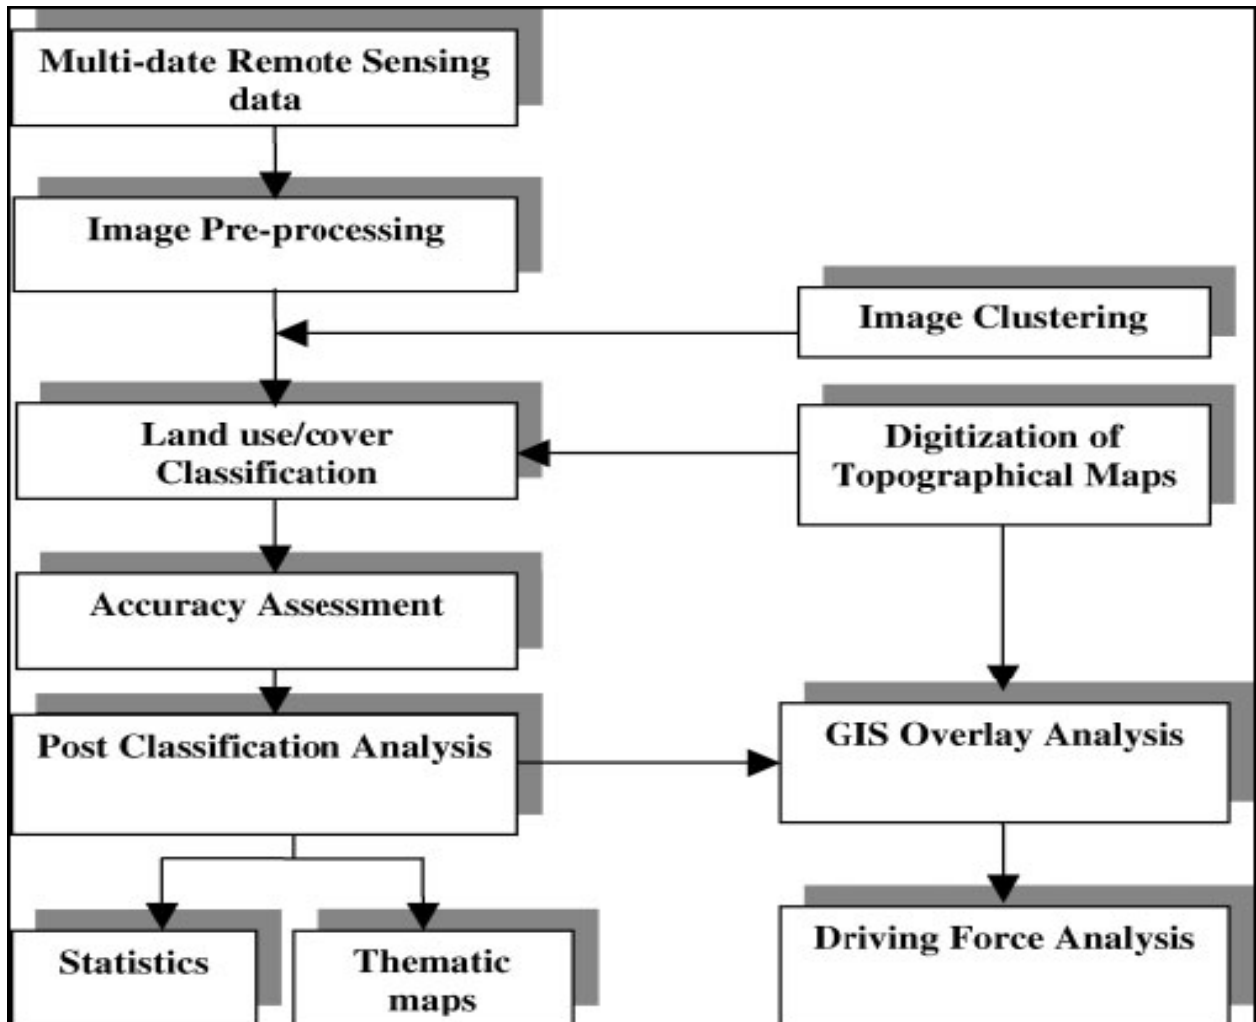 Multi-date Remote Sensing
data
Image Pre-processing
Image Clustering
Land use/cover
Classification
Digitization of
Topographical Maps
Accuracy Assessment
Post Classification Analysis
GIS Overlay Analysis
Statistics
Thematic
maps
Driving Force Analysis